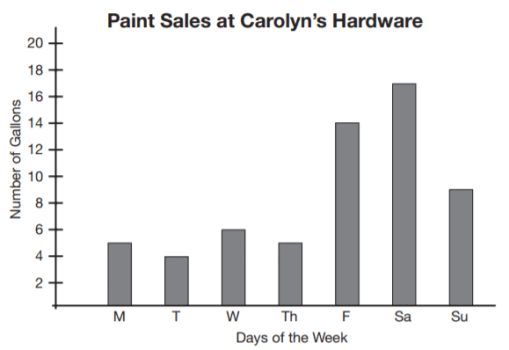 Paint Sales at Carolyn’s Hardware
Number of Gallons
20
18
16
14
12
10
8
6
4
2
M T W Th F Sa Su
Days of the Week